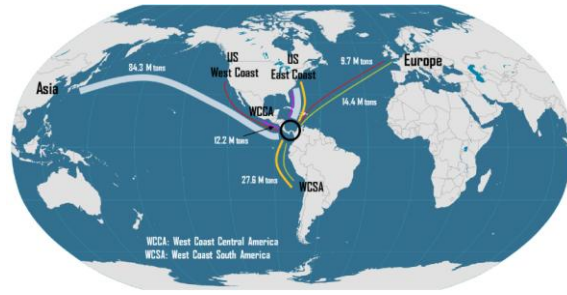 US
West Coast
US
East Coast
9.7 M tons
Europe
84.3 M tons
Asia
14.4 M tons
WCCA
12.2 M tons
27.6 M tons
WCSA
WCCA: West Coast Central America
WCSA: West Coast South America